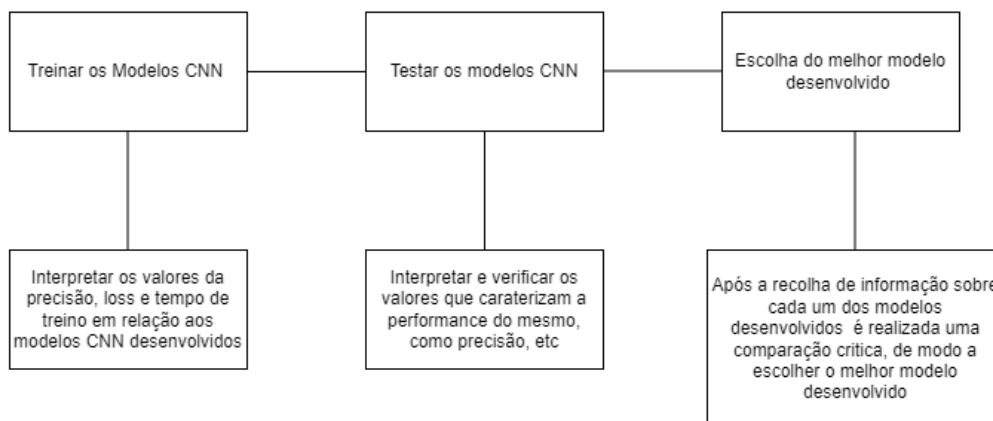 Treinar os Modelos CNN
Testar os modelos CNN
Escolha do melhor modelo
desenvolvido
Interpretar os valores da
precisão, loss e tempo de
treino em relação aos
modelos CNN desenvolvidos
Interpretar e verificar os
valores que caraterizam a
performance do mesmo,
como precisão, etc
Após a recolha de informação sobre
cada um dos modelos
desenvolvidos é realizada uma
comparação critica, de modo a
escolher o melhor modelo
desenvolvido